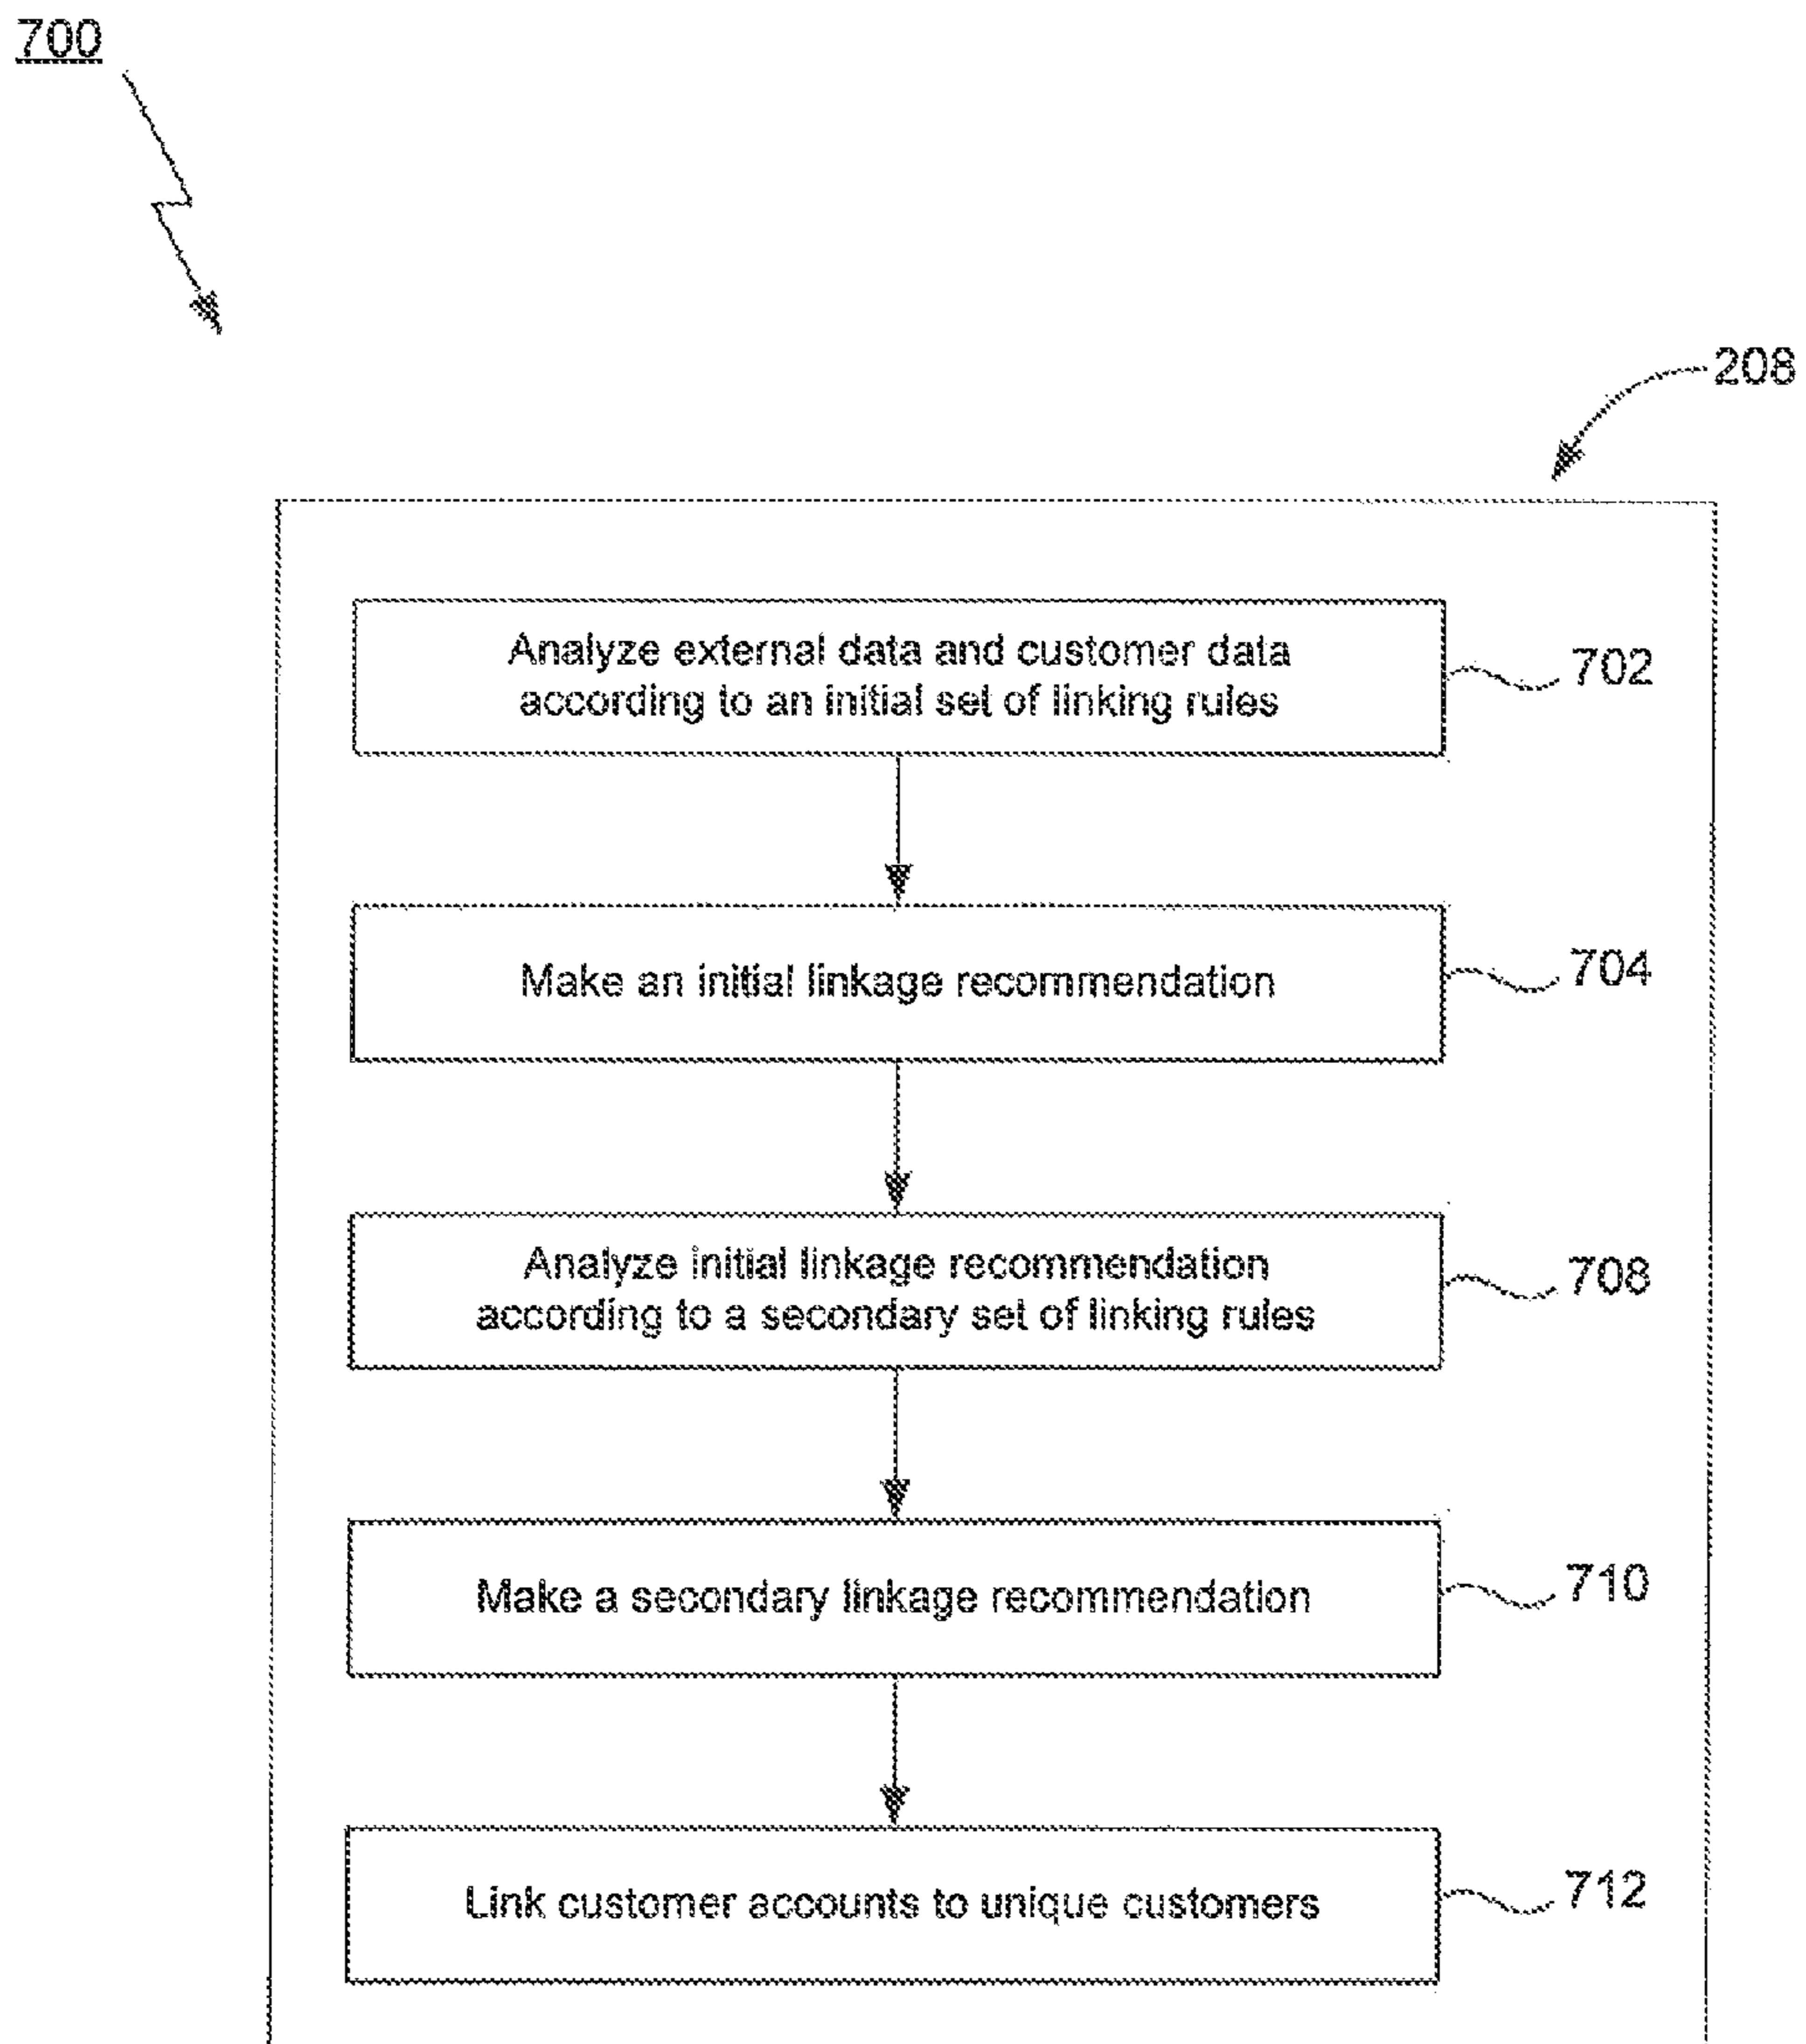 700
208
Analyze external data and customer data
according to an initial set of linking rules
702
Make an initial linkage recommendation
704
Analyze initial linkage recommendation
according to a secondary set of linking rules
708
Make a secondary linkage recommendation
710
Link customer accounts to unique customers
712